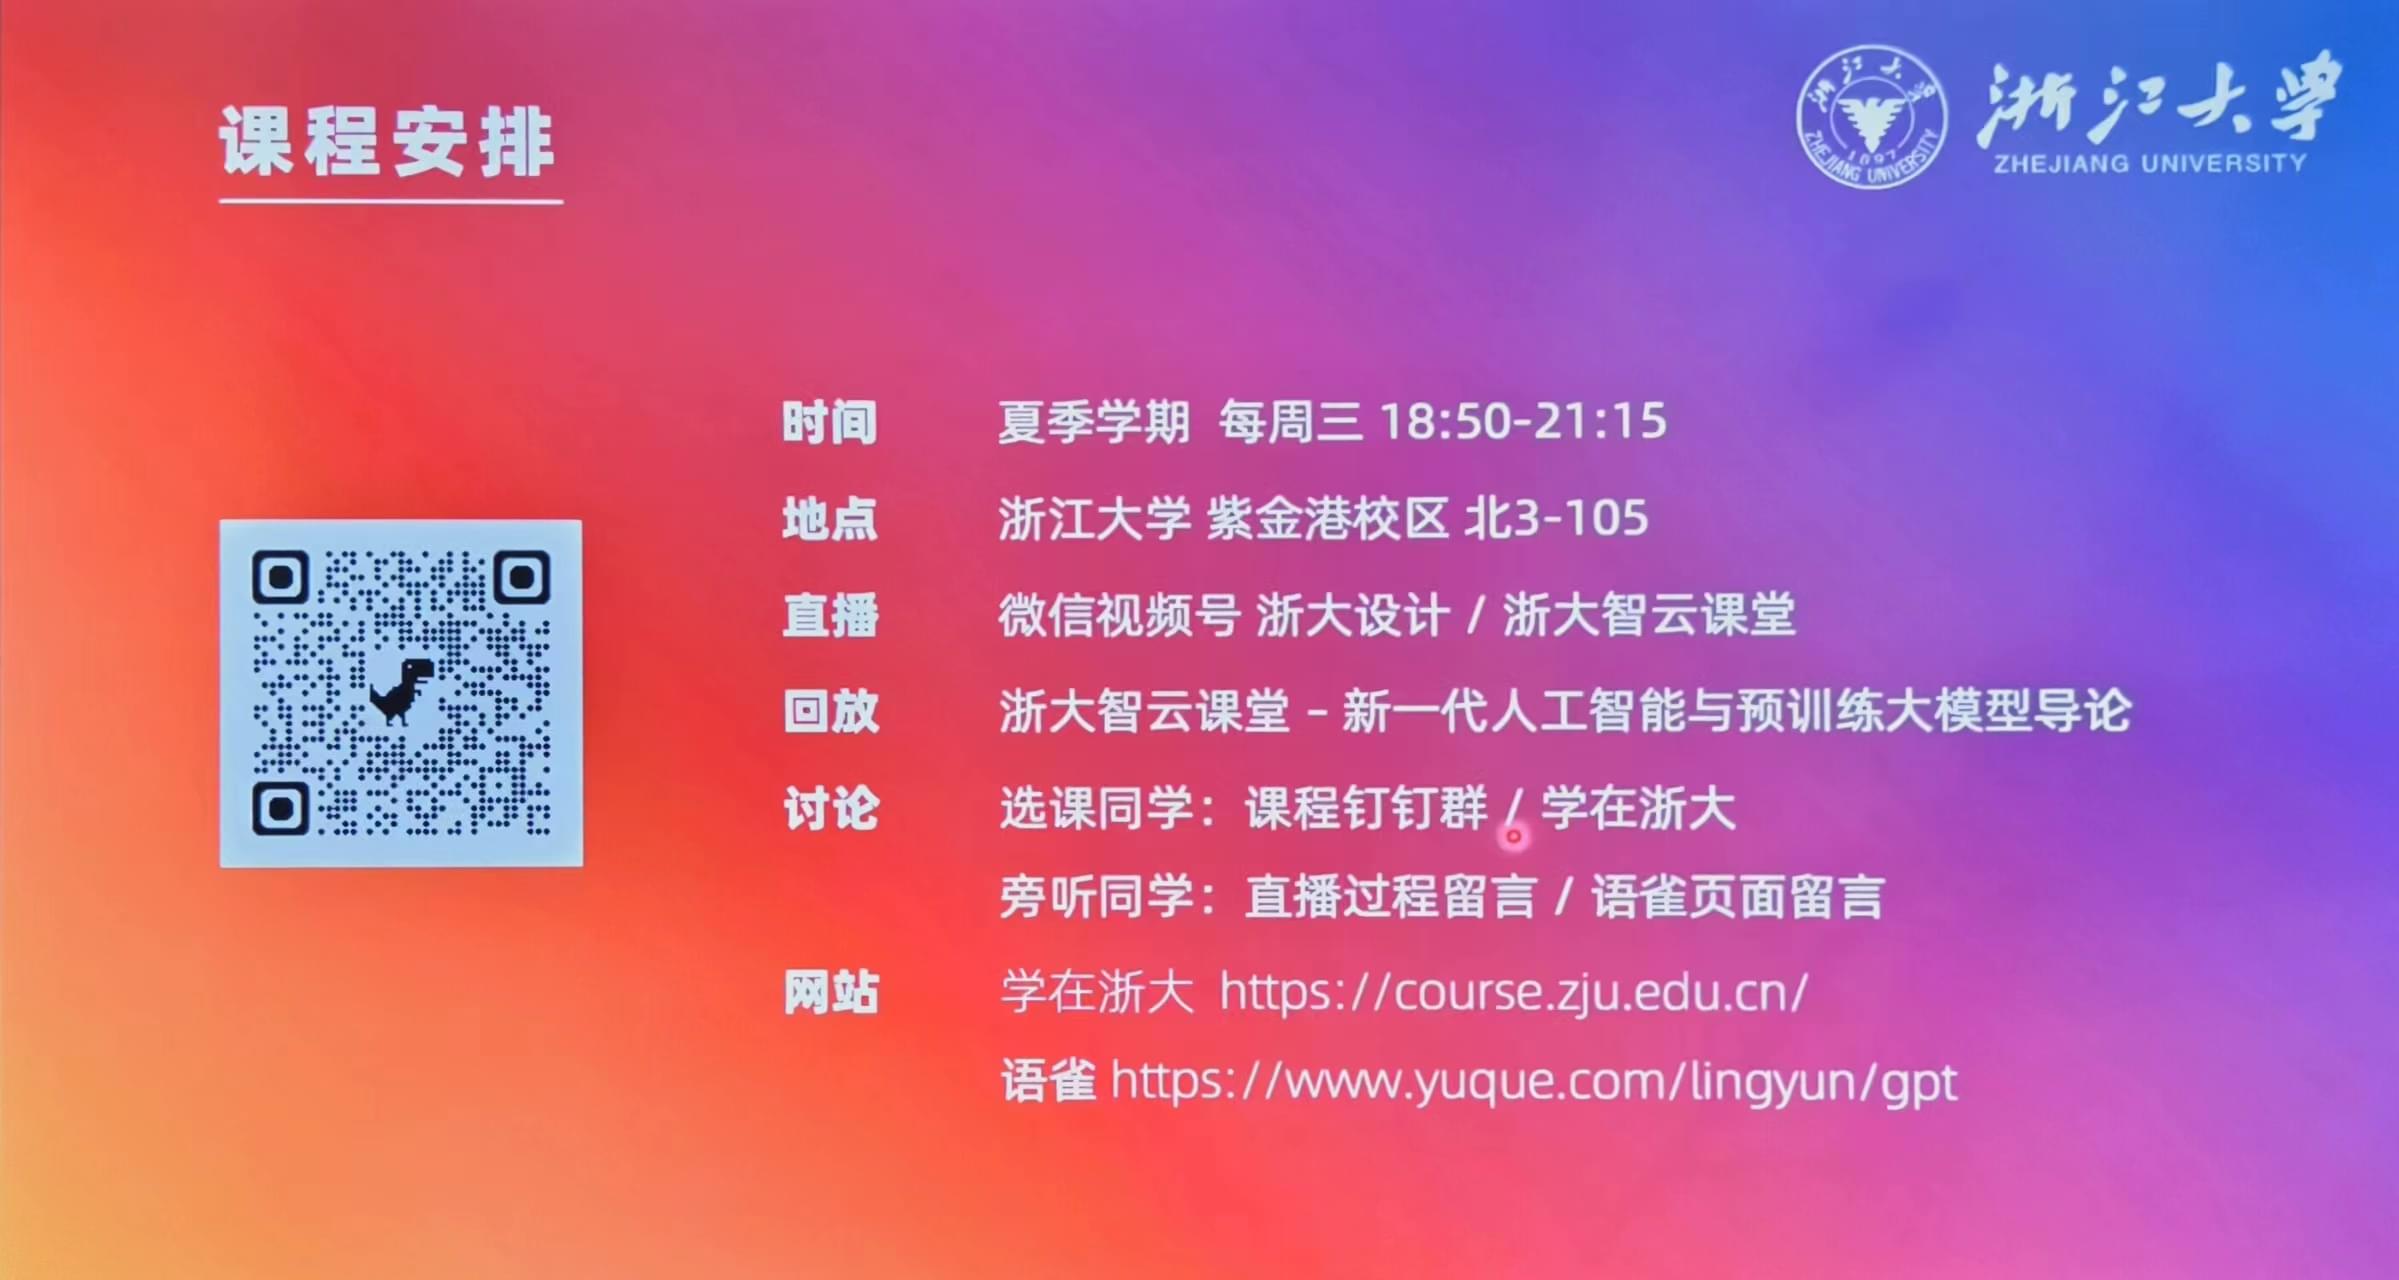 课程安排
浙江大学
ZHEJIANG UNIVERSITY
浙江大学
1897
ZHEJIANG UNIVERSITY
时间 夏季学期 每周三 18:50-21:15
地点 浙江大学 紫金港校区 北3-105
直播 微信视频号 浙大设计 / 浙大智云课堂
回放 浙大智云课堂 – 新一代人工智能与预训练大模型导论
讨论 选课同学：课程钉钉群 / 学在浙大
旁听同学：直播过程留言 / 语雀页面留言
网站 学在浙大 https://course.zju.edu.cn/
语雀 https://www.yuque.com/lingyun/gpt